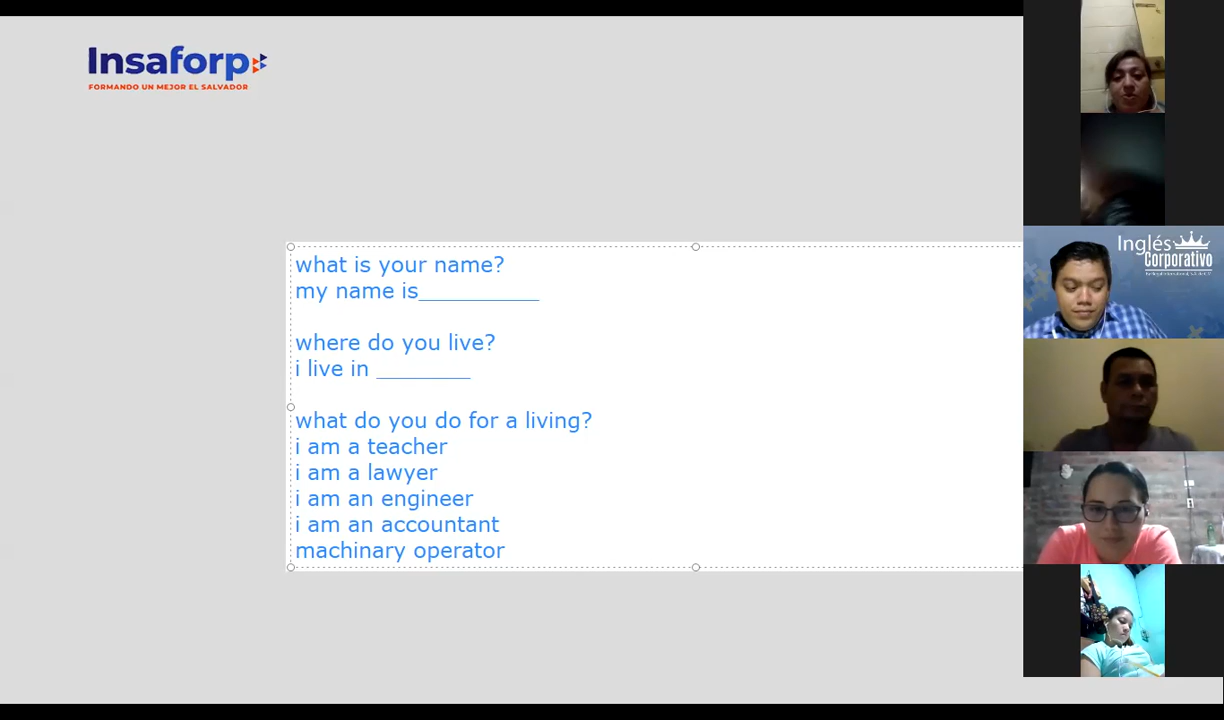 Insaforp
FORMANDO UN MEJOR EL SALVADOR
what is your name?
my name is__________
where do you live?
i live in ________
what do you do for a living?
i am a teacher
i am a lawyer
i am an engineer
i am an accountant
machinary operator
Inglés
Corporativo